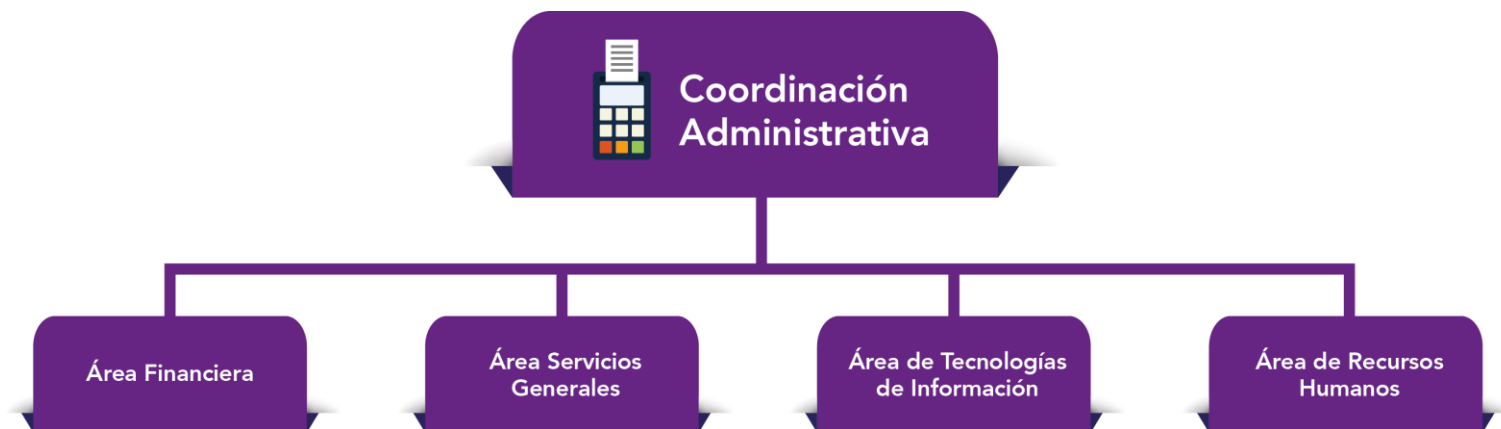 Coordinación
Administrativa
Área Financiera
Área Servicios
Generales
Área de Tecnologías
de Información
Área de Recursos
Humanos